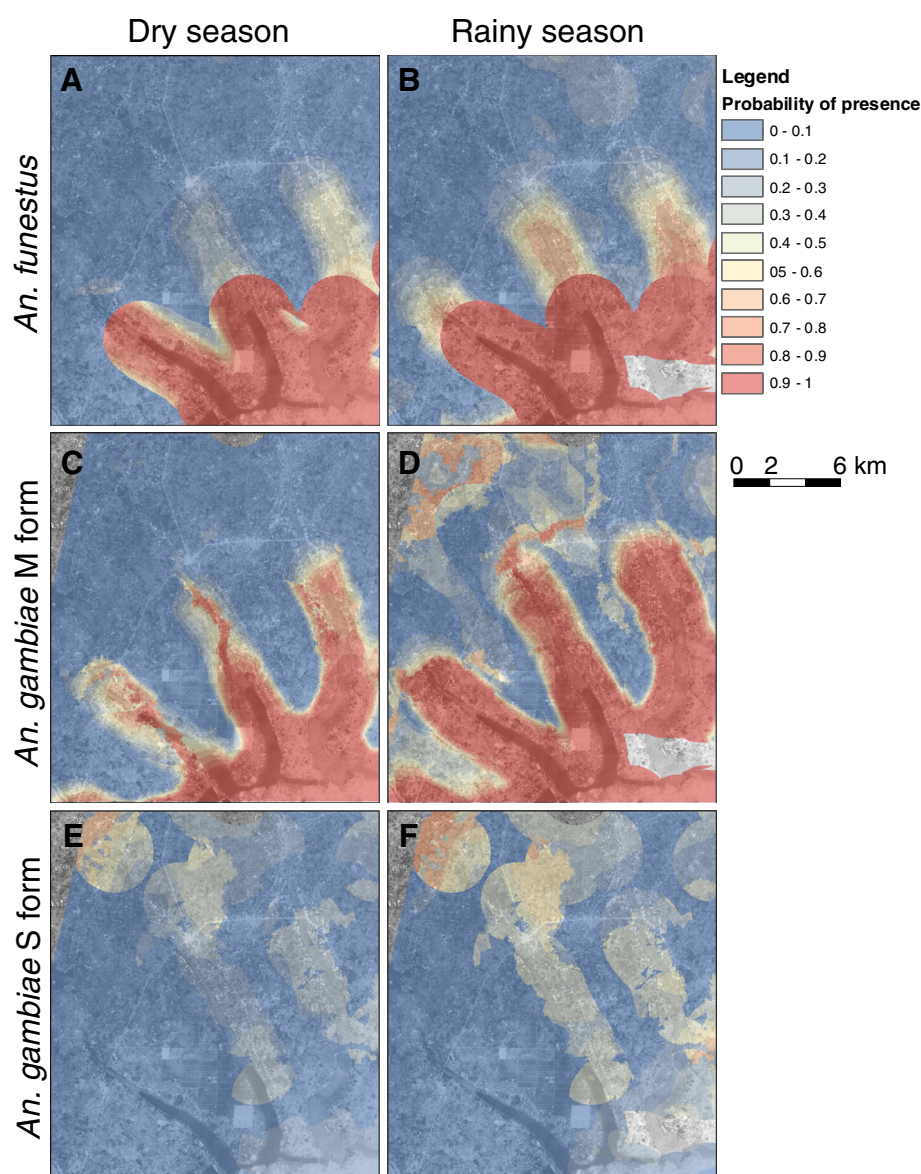 Dry season
Rainy season
An. funestus
A
B
Legend
Probability of presence
0 - 0.1
0.1 - 0.2
0.2 - 0.3
0.3 - 0.4
0.4 - 0.5
05 - 0.6
0.6 - 0.7
0.7 - 0.8
0.8 - 0.9
0.9 - 1
An. gambiae M form
C
D
0 2 6 km
An. gambiae S form
E
F